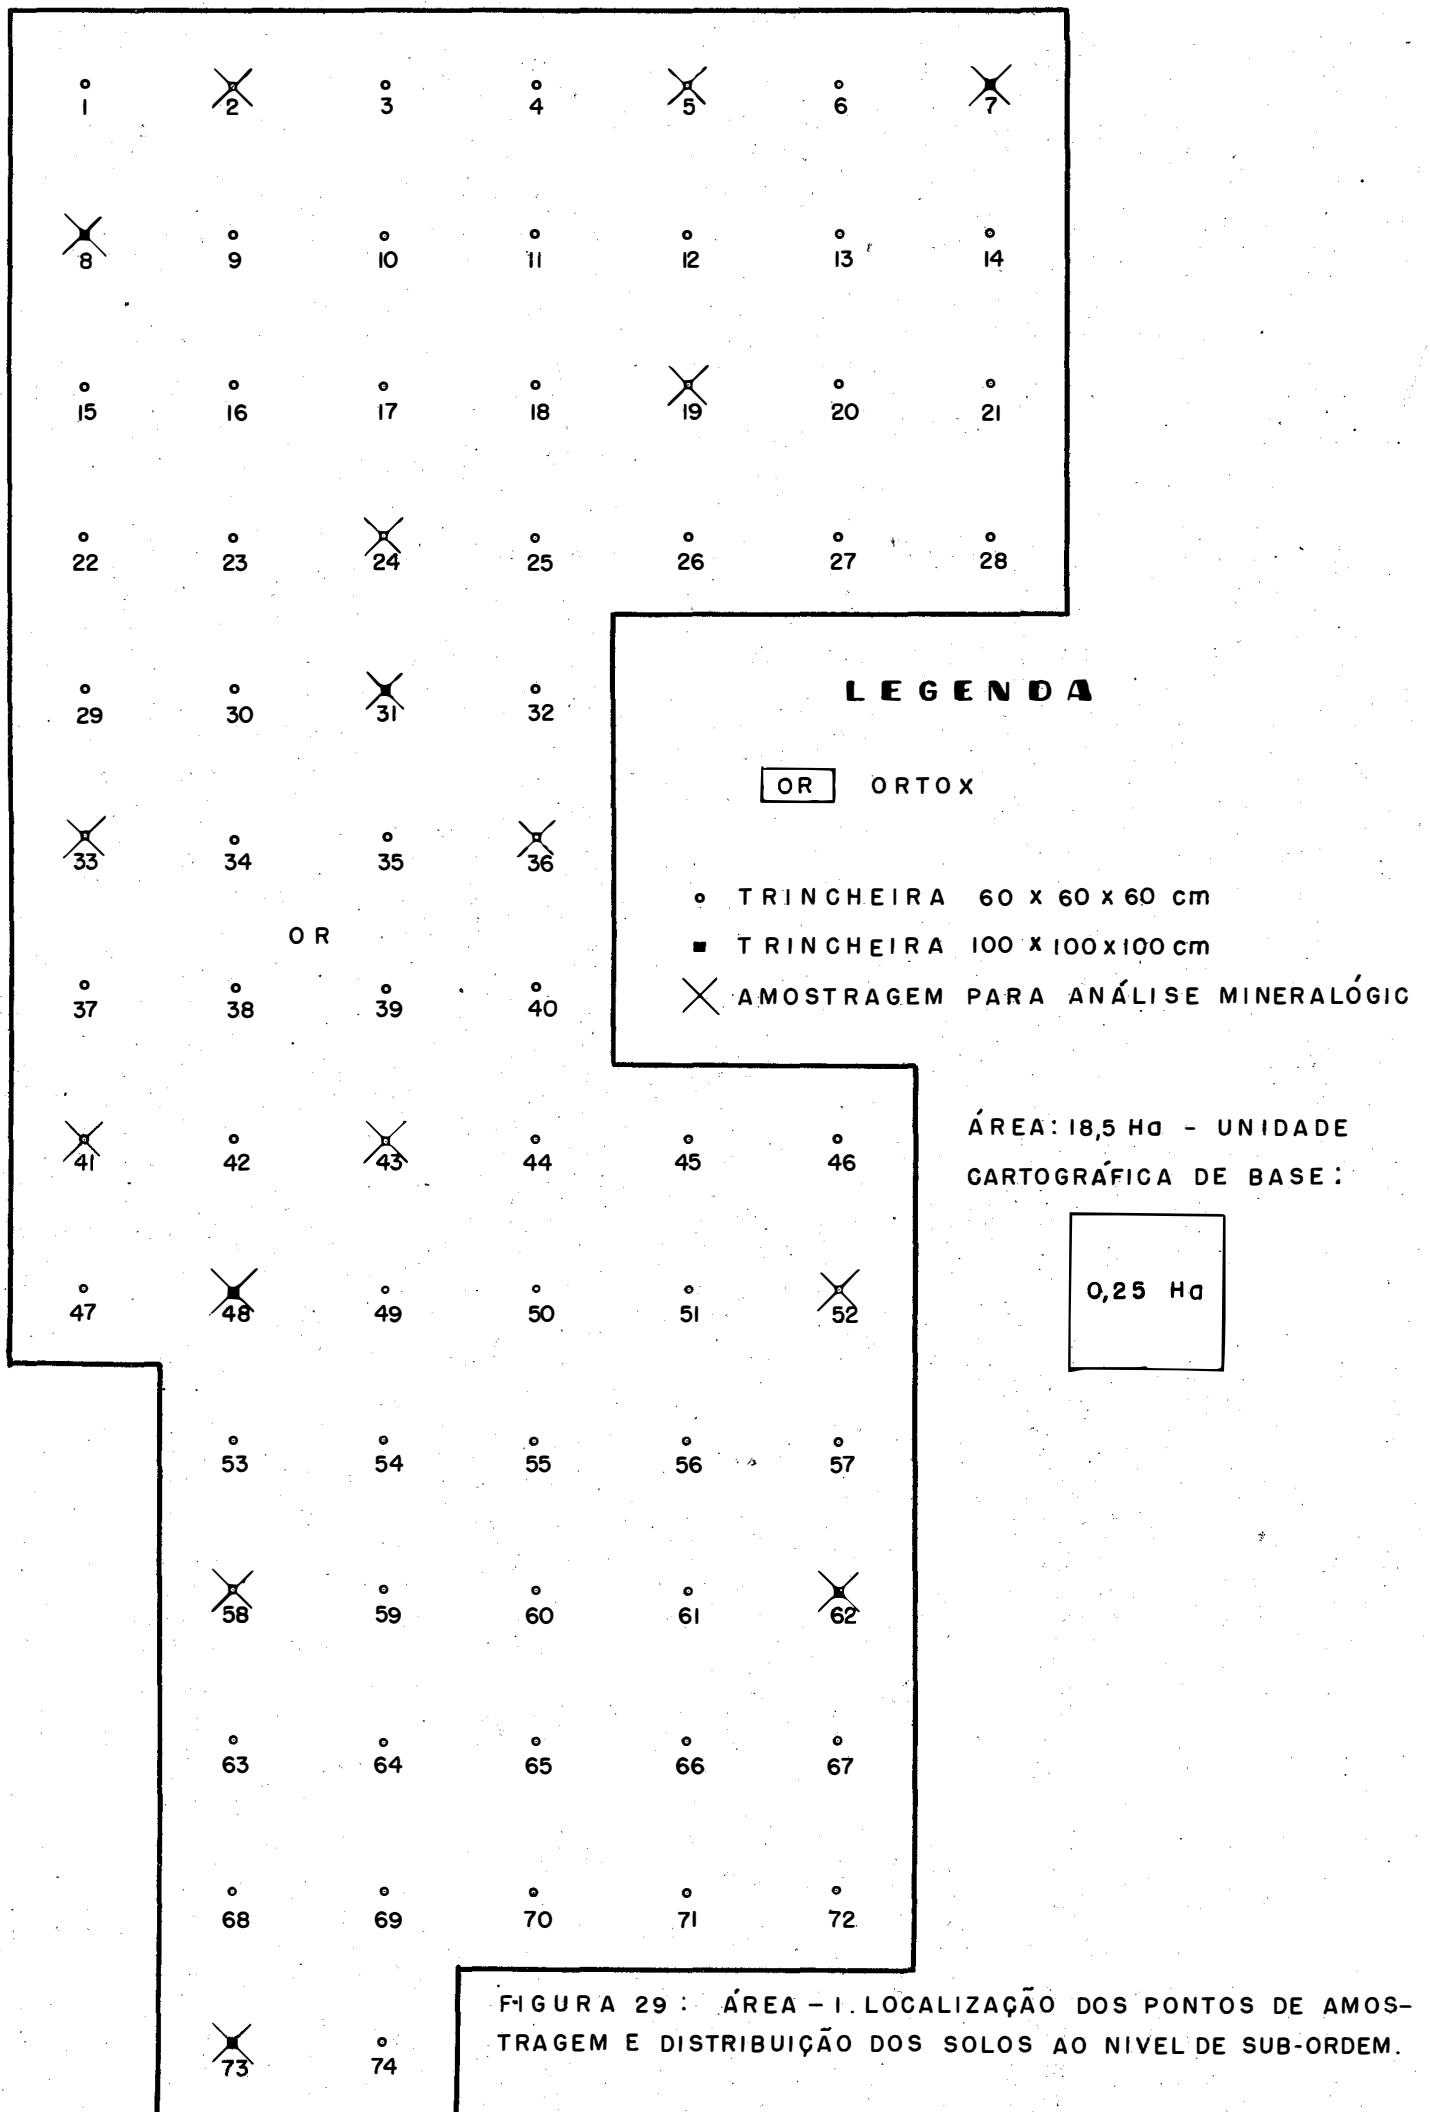 1 2 3 4 5 6 7
8 9 10 11 12 13 14
15 16 17 18 19 20 21
22 23 24 25 26 27 28
29 30 31 32
LEGENDA
OR ORTOX
33 34 35 36
TRINCHEIRA 60 X 60 X 60 cm
OR
TRINCHEIRA 100 X 100 X 100 cm
37 38 39 40
AMOSTRAGEM PARA ANÁLISE MINERALÓGIC
41 42 43 44 45 46
ÁREA: 18,5 Ha - UNIDADE
CARTOGRÁFICA DE BASE:
0,25 Ha
47 48 49 50 51 52
53 54 55 56 57
58 59 60 61 62
63 64 65 66 67
68 69 70 71 72
73 74
FIGURA 29: ÁREA - 1. LOCALIZAÇÃO DOS PONTOS DE AMOS-
TRAGEM E DISTRIBUIÇÃO DOS SOLOS AO NIVEL DE SUB-ORDEM.